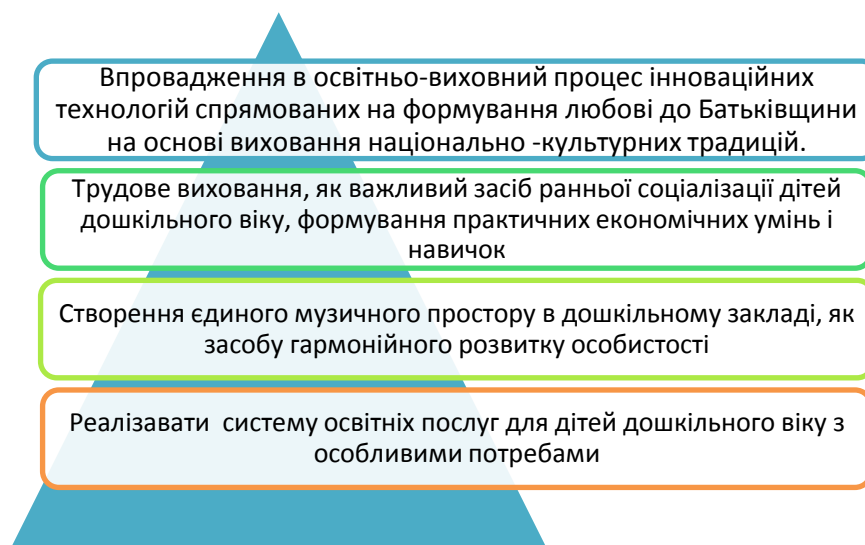 Впровадження в освітньо-виховний процес інноваційних
технологій спрямованих на формування любові до Батьківщини
на основі виховання національно -культурних традицій.
Трудове виховання, як важливий засіб ранньої соціалізації дітей
дошкільного віку, формування практичних економічних умінь і
навичок
Створення єдиного музичного простору в дошкільному закладі, як
засобу гармонійного розвитку особистості
Реалізавати систему освітніх послуг для дітей дошкільного віку з
особливими потребами